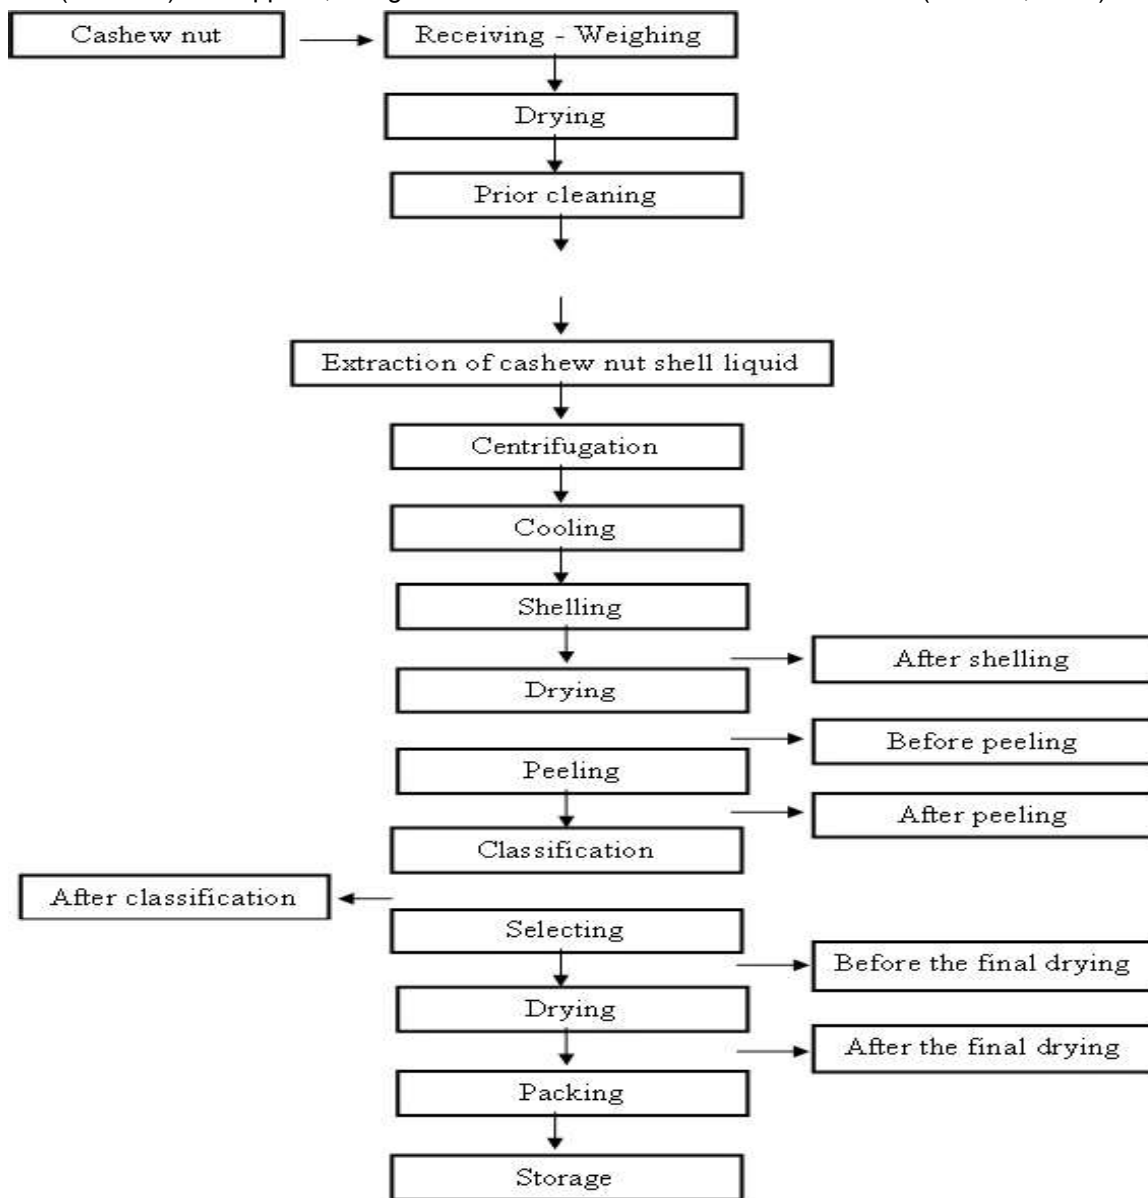 Cashew nut
Receiving - Weighing
Drying
Prior cleaning
Extraction of cashew nut shell liquid
Centrifugation
Cooling
Shelling
After shelling
Drying
Before peeling
Peeling
After peeling
Classification
After classification
Selecting
Before the final drying
Drying
After the final drying
Packing
Storage